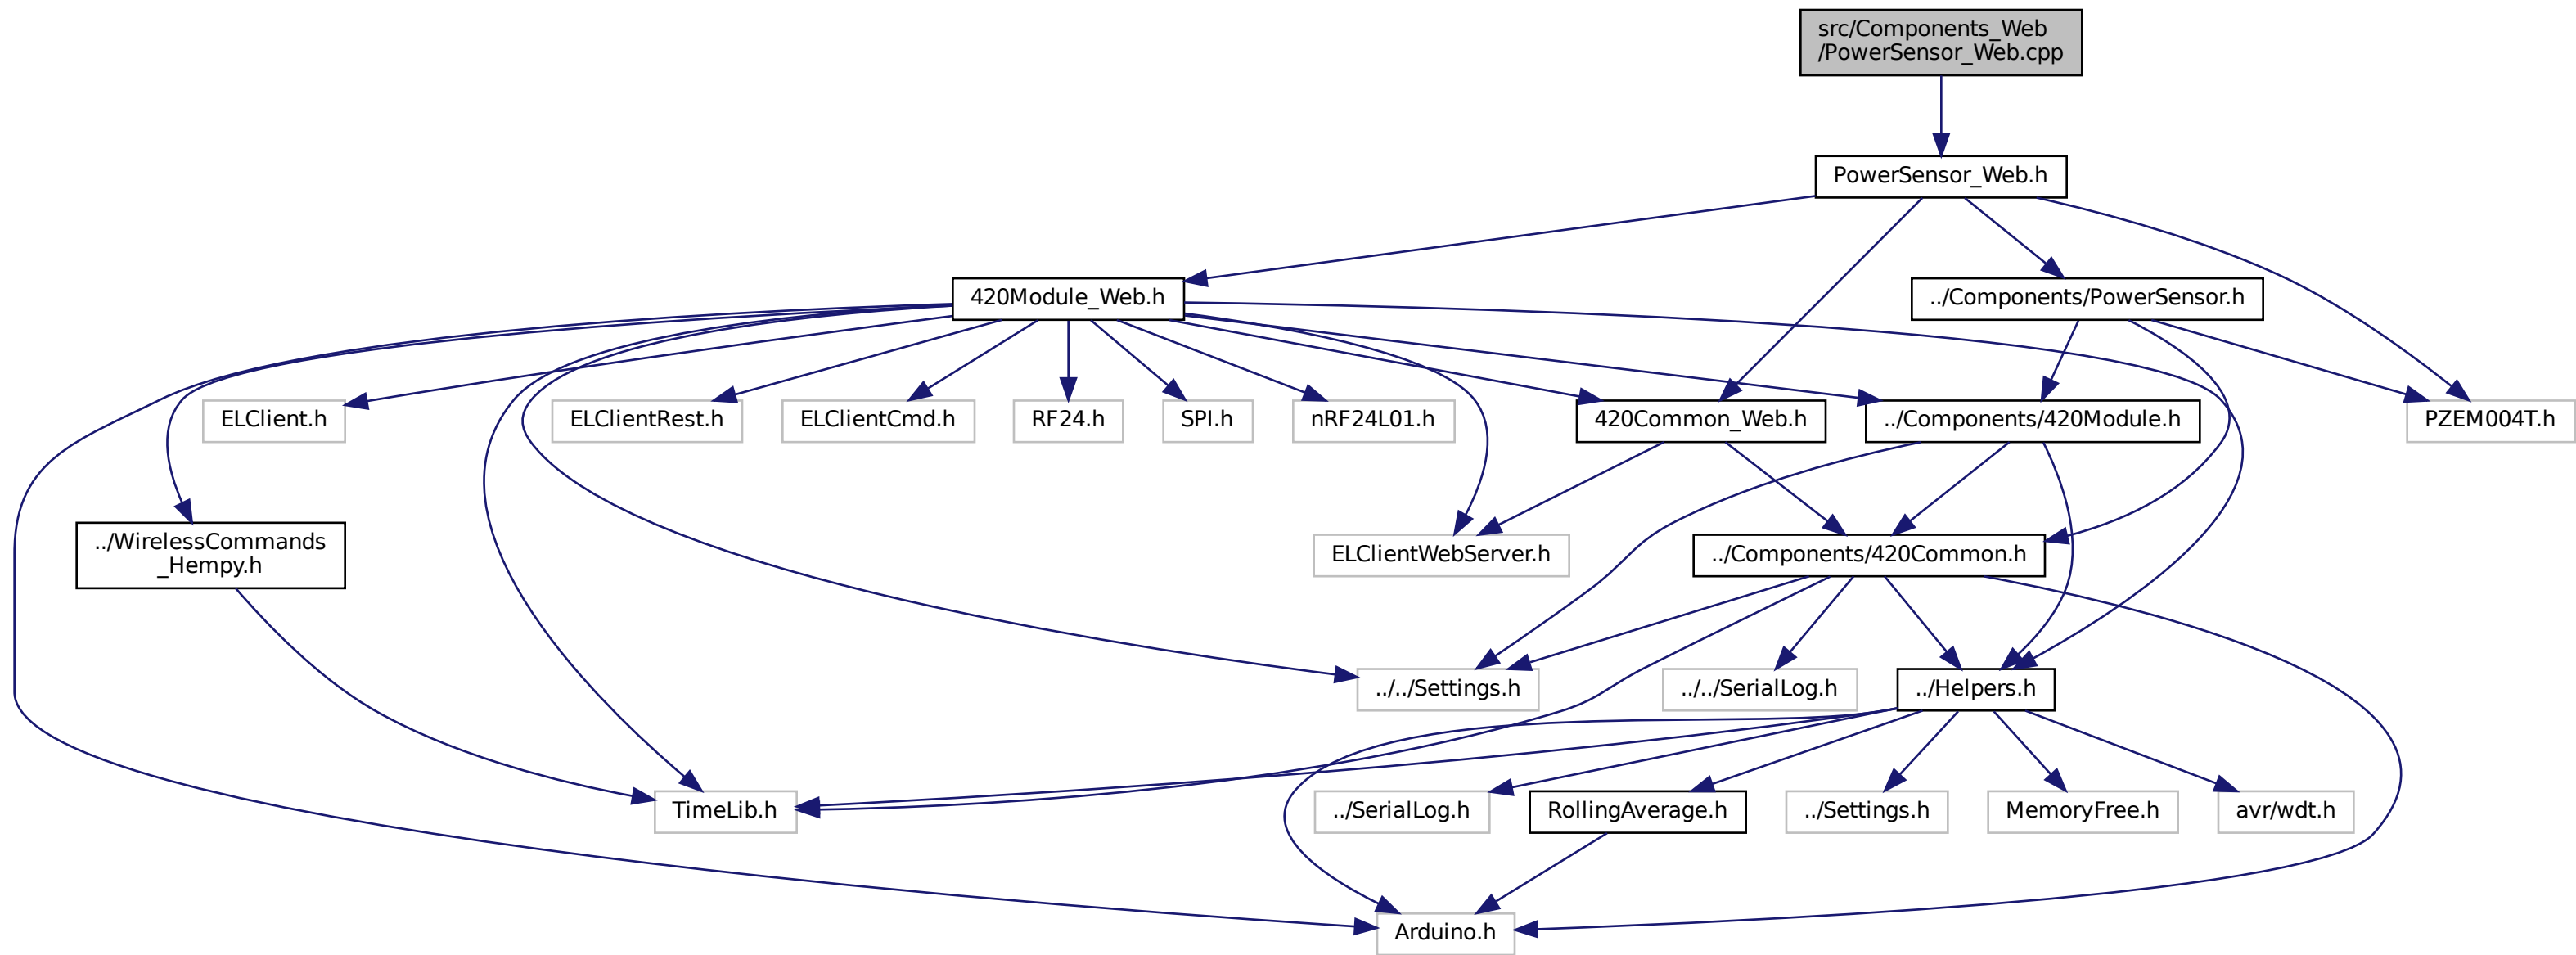 src/Components_Web
/PowerSensor_Web.cpp
PowerSensor_Web.h
420Module_Web.h
../Components/PowerSensor.h
ELClient.h
ELClientRest.h
ELClientCmd.h
RF24.h
SPI.h
nRF24L01.h
420Common_Web.h
../Components/420Module.h
PZEM004T.h
../WirelessCommands
_Hempy.h
ELClientWebServer.h
../Components/420Common.h
../../Settings.h
../../SerialLog.h
../Helpers.h
TimeLib.h
../SerialLog.h
RollingAverage.h
../Settings.h
MemoryFree.h
avr/wdt.h
Arduino.h